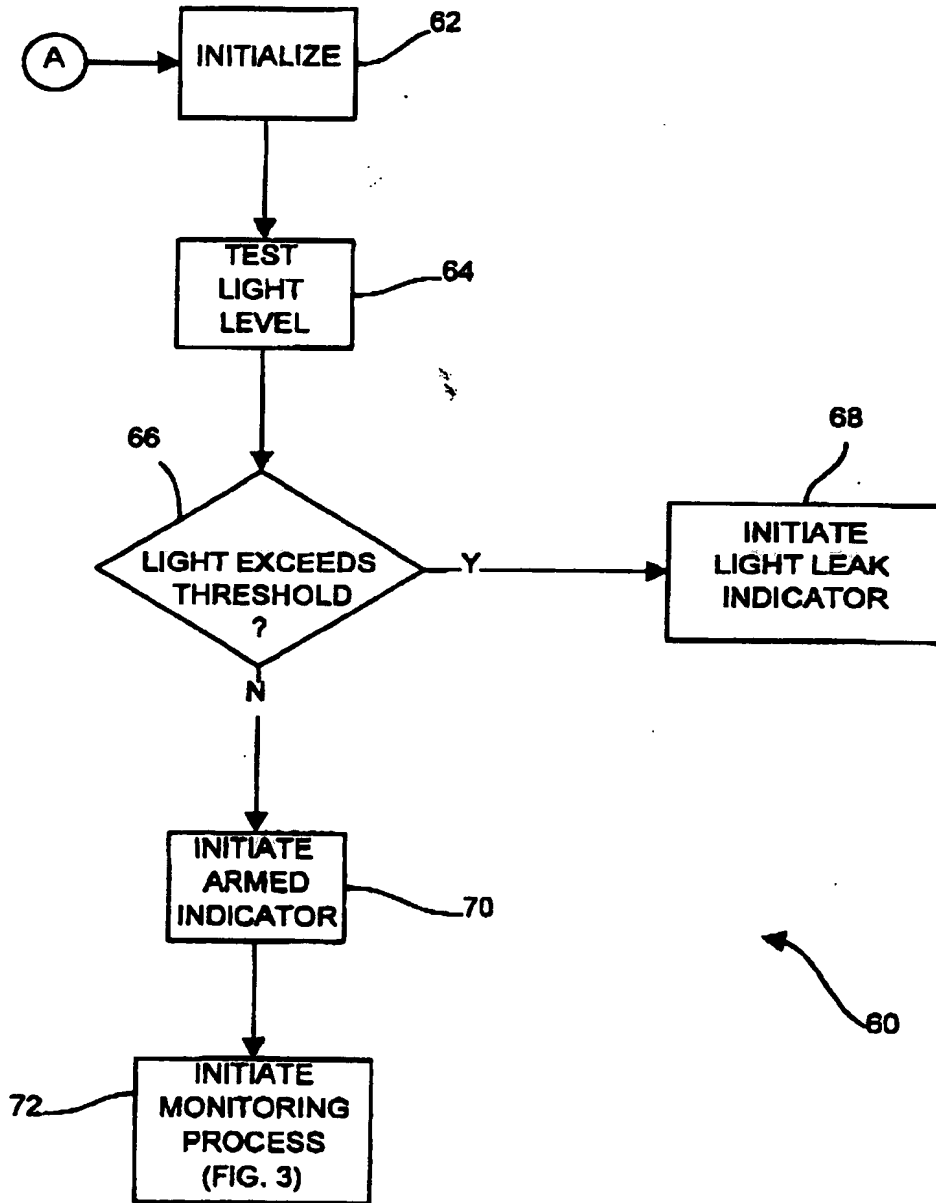 A
INITIALIZE
62
TEST
LIGHT
LEVEL
64
66
LIGHT EXCEEDS
THRESHOLD
?
Y
68
INITIATE
LIGHT LEAK
INDICATOR
N
INITIATE
ARMED
INDICATOR
70
60
72
INITIATE
MONITORING
PROCESS
(FIG. 3)